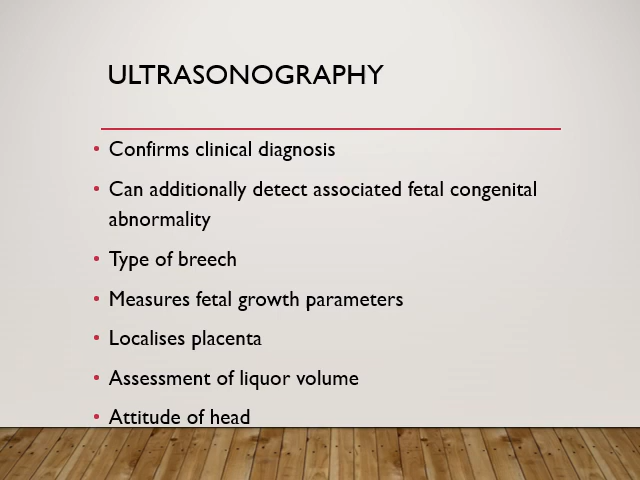 ULTRASONOGRAPHY
• Confirms clinical diagnosis
• Can additionally detect associated fetal congenital
abnormality
• Type of breech
• Measures fetal growth parameters
• Localises placenta
• Assessment of liquor volume
• Attitude of head